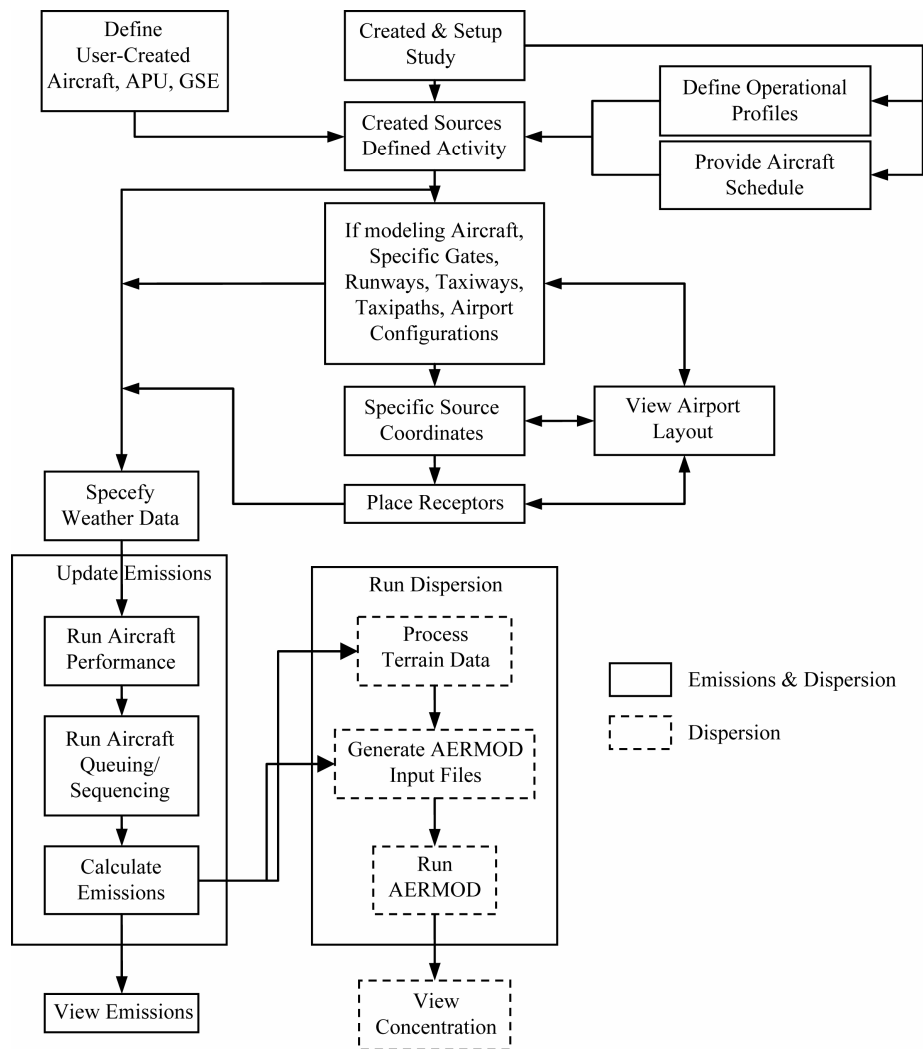 Define
User-Created
Aircraft, APU, GSE
Created & Setup
Study
Define Operational
Profiles
Created Sources
Defined Activity
Provide Aircraft
Schedule
If modeling Aircraft,
Specific Gates,
Runways, Taxiways,
Taxipaths, Airport
Configurations
Specific Source
Coordinates
View Airport
Layout
Place Receptors
Specefy
Weather Data
Update Emissions
Run Aircraft
Performance
Run Aircraft
Queuing/
Sequencing
Calculate
Emissions
View Emissions
Run Dispersion
Process
Terrain Data
Generate AERMOD
Input Files
Run
AERMOD
View
Concentration
Emissions & Dispersion
Dispersion